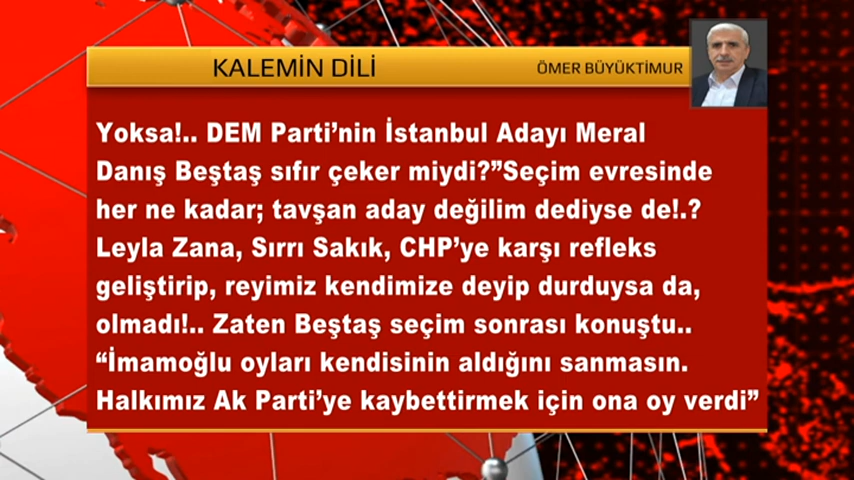 KALEMİN DİLİ
ÖMER BÜYÜKTİMUR
Yoksa!.. DEM Parti’nin İstanbul Adayı Meral
Danış Beştaş sıfır çeker miydi?”Seçim evresinde
her ne kadar; tavşan aday değilim dediyse de!.?
Leyla Zana, Sırrı Sakık, CHP’ye karşı refleks
geliştirip, reyimiz kendimize deyip durduysa da,
olmadı!.. Zaten Beştaş seçim sonrası konuştu..
“İmamoğlu oyları kendisinin aldığını sanmasın.
Halkımız Ak Parti’ye kaybettirmek için ona oy verdi”